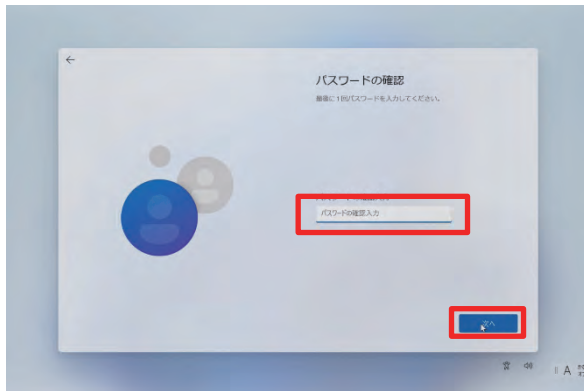 パスワードの確認
最後に 1 回パスワードを入力してください。
パスワードの確認入力
次へ
A